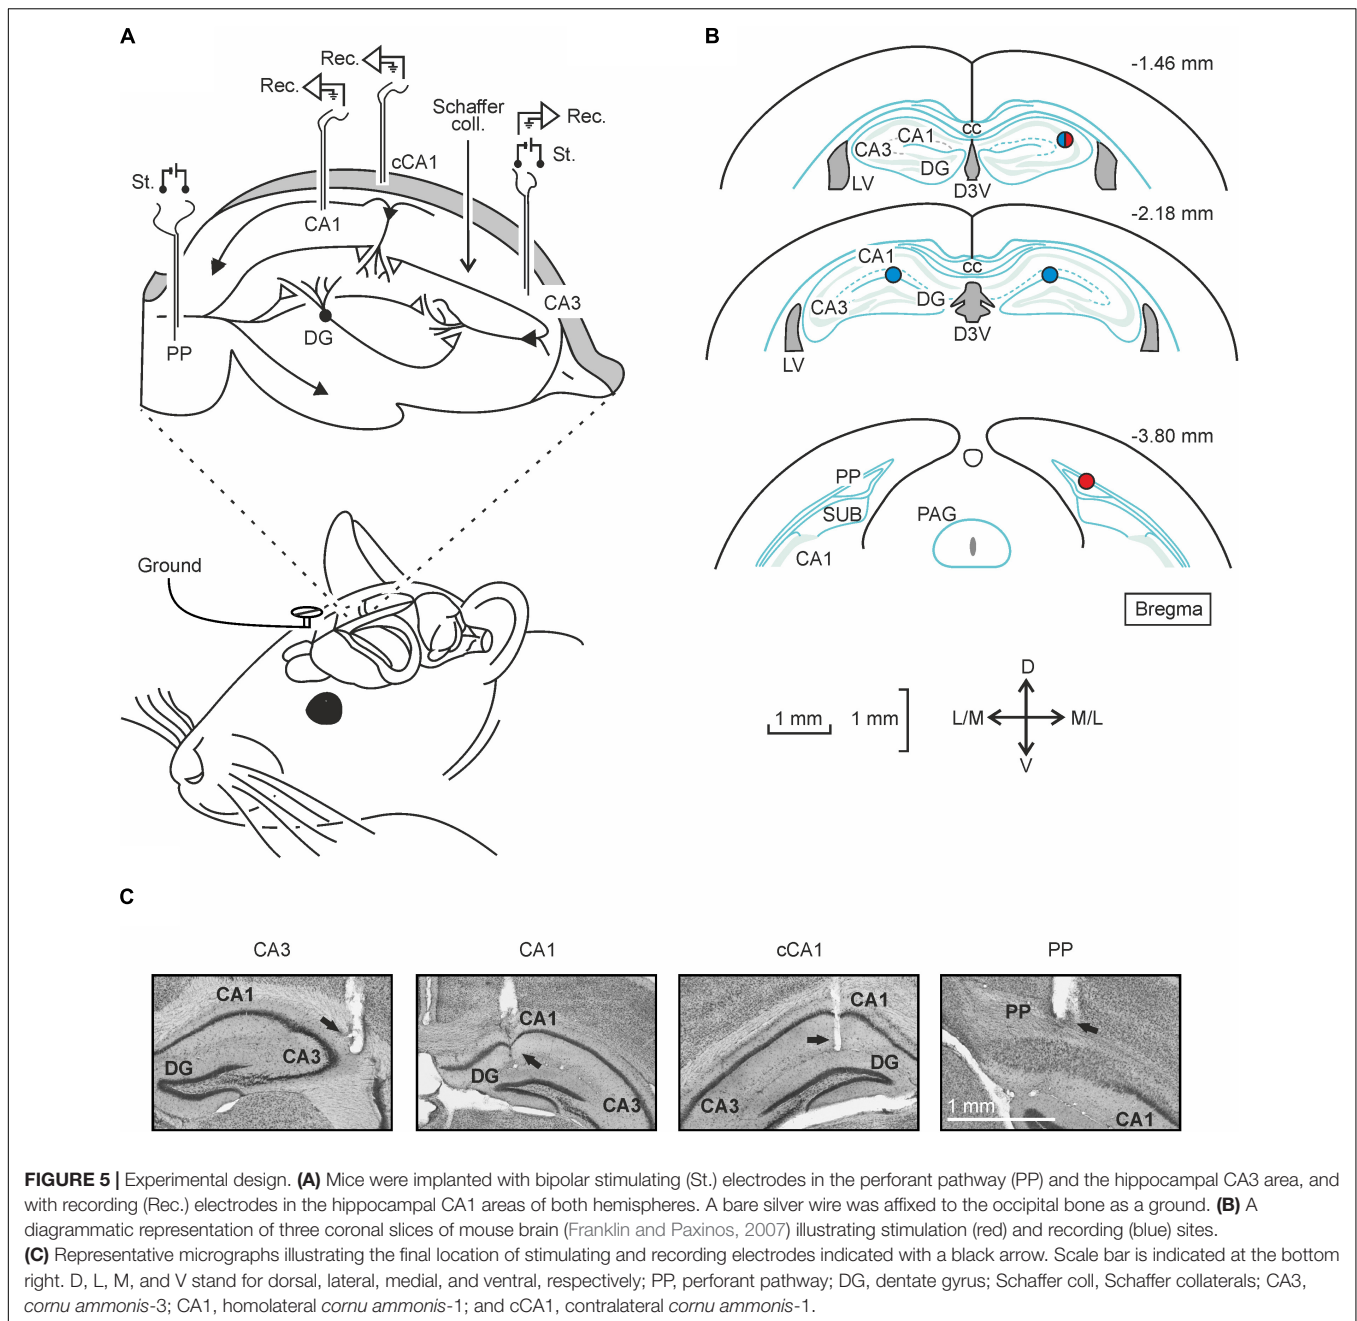 A
Rec.
Rec.
Schaffer
coll.
Rec.
St.
cCA1
St.
CA1
CA3
DG
PP
Ground
B
-1.46 mm
cc
CA1
CA3
DG
LV
D3V
-2.18 mm
CA1
cc
DG
CA3
D3V
LV
-3.80 mm
PP
SUB
PAG
CA1
Bregma
D
1 mm
1 mm
L/M
M/L
V
C
CA3
CA1
cCA1
PP
CA1
CA3
DG
CA1
DG
CA3
CA1
DG
CA3
PP
1 mm
CA1
FIGURE 5 | Experimental design. (A) Mice were implanted with bipolar stimulating (St.) electrodes in the perforant pathway (PP) and the hippocampal CA3 area, and
with recording (Rec.) electrodes in the hippocampal CA1 areas of both hemispheres. A bare silver wire was affixed to the occipital bone as a ground. (B) A
diagrammatic representation of three coronal slices of mouse brain (Franklin and Paxinos, 2007) illustrating stimulation (red) and recording (blue) sites.
(C) Representative micrographs illustrating the final location of stimulating and recording electrodes indicated with a black arrow. Scale bar is indicated at the bottom
right. D, L, M, and V stand for dorsal, lateral, medial, and ventral, respectively; PP, perforant pathway; DG, dentate gyrus; Schaffer coll, Schaffer collaterals; CA3,
cornu ammonis-3; CA1, homolateral cornu ammonis-1; and cCA1, contralateral cornu ammonis-1.